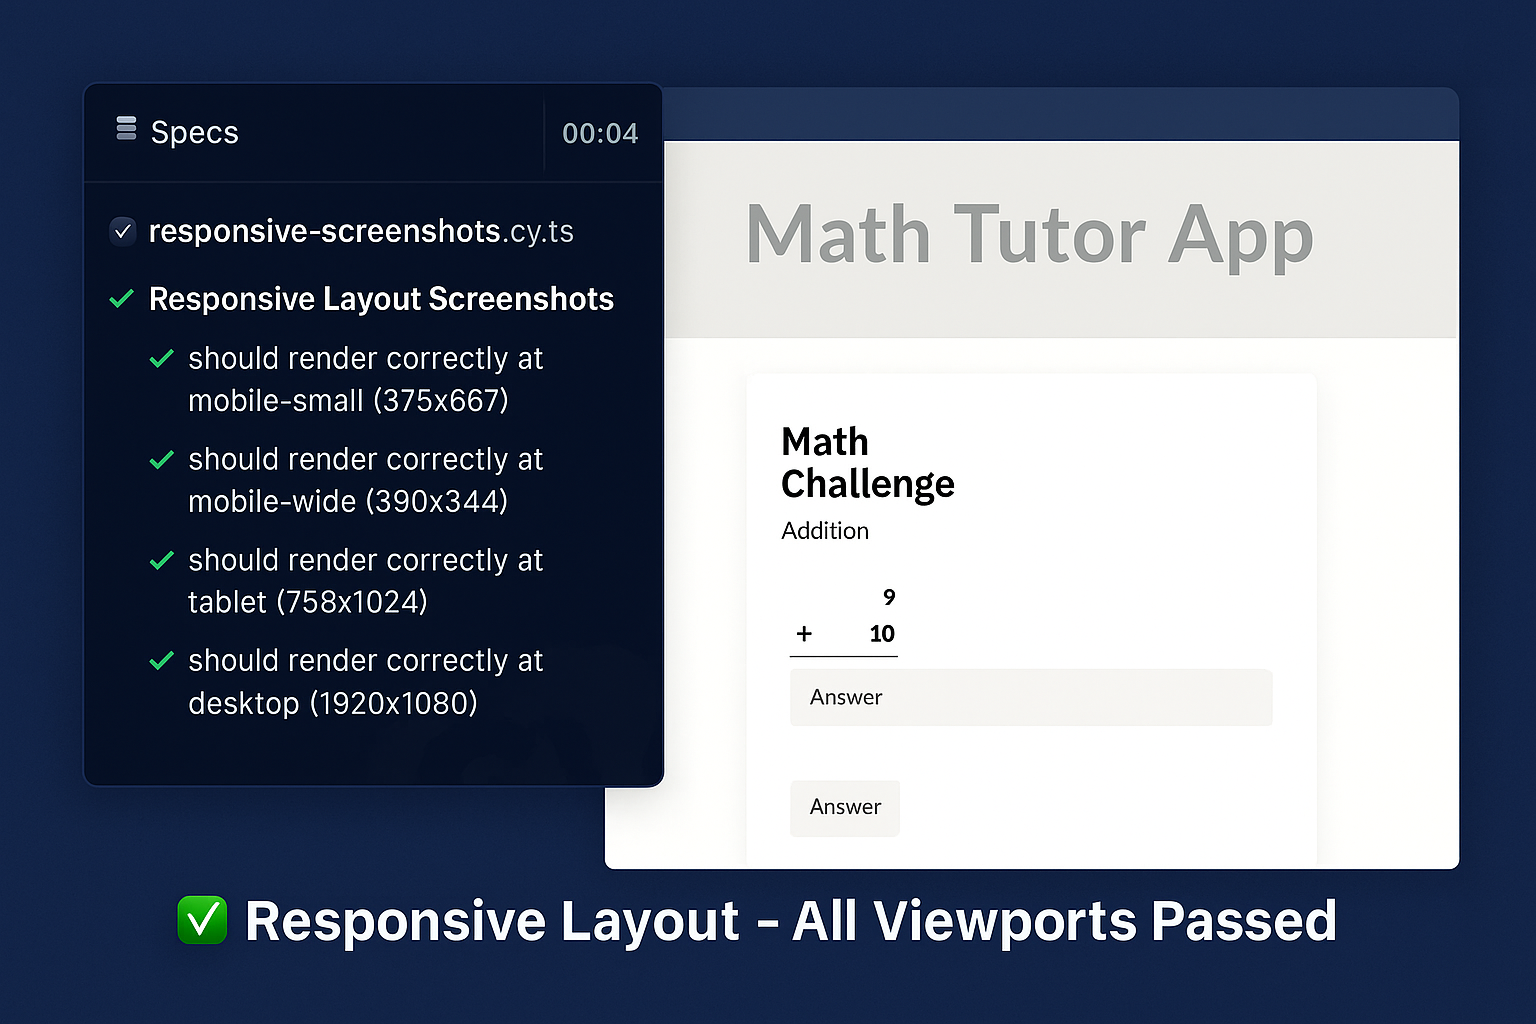 Specs
00:04
responsive-screenshots.cy.ts
Responsive Layout Screenshots
should render correctly at
mobile-small (375x667)
should render correctly at
mobile-wide (390x344)
should render correctly at
tablet (758x1024)
should render correctly at
desktop (1920x1080)
Math Tutor App
Math
Challenge
Addition
9
+ 10
Answer
Answer
✅ Responsive Layout - All Viewports Passed